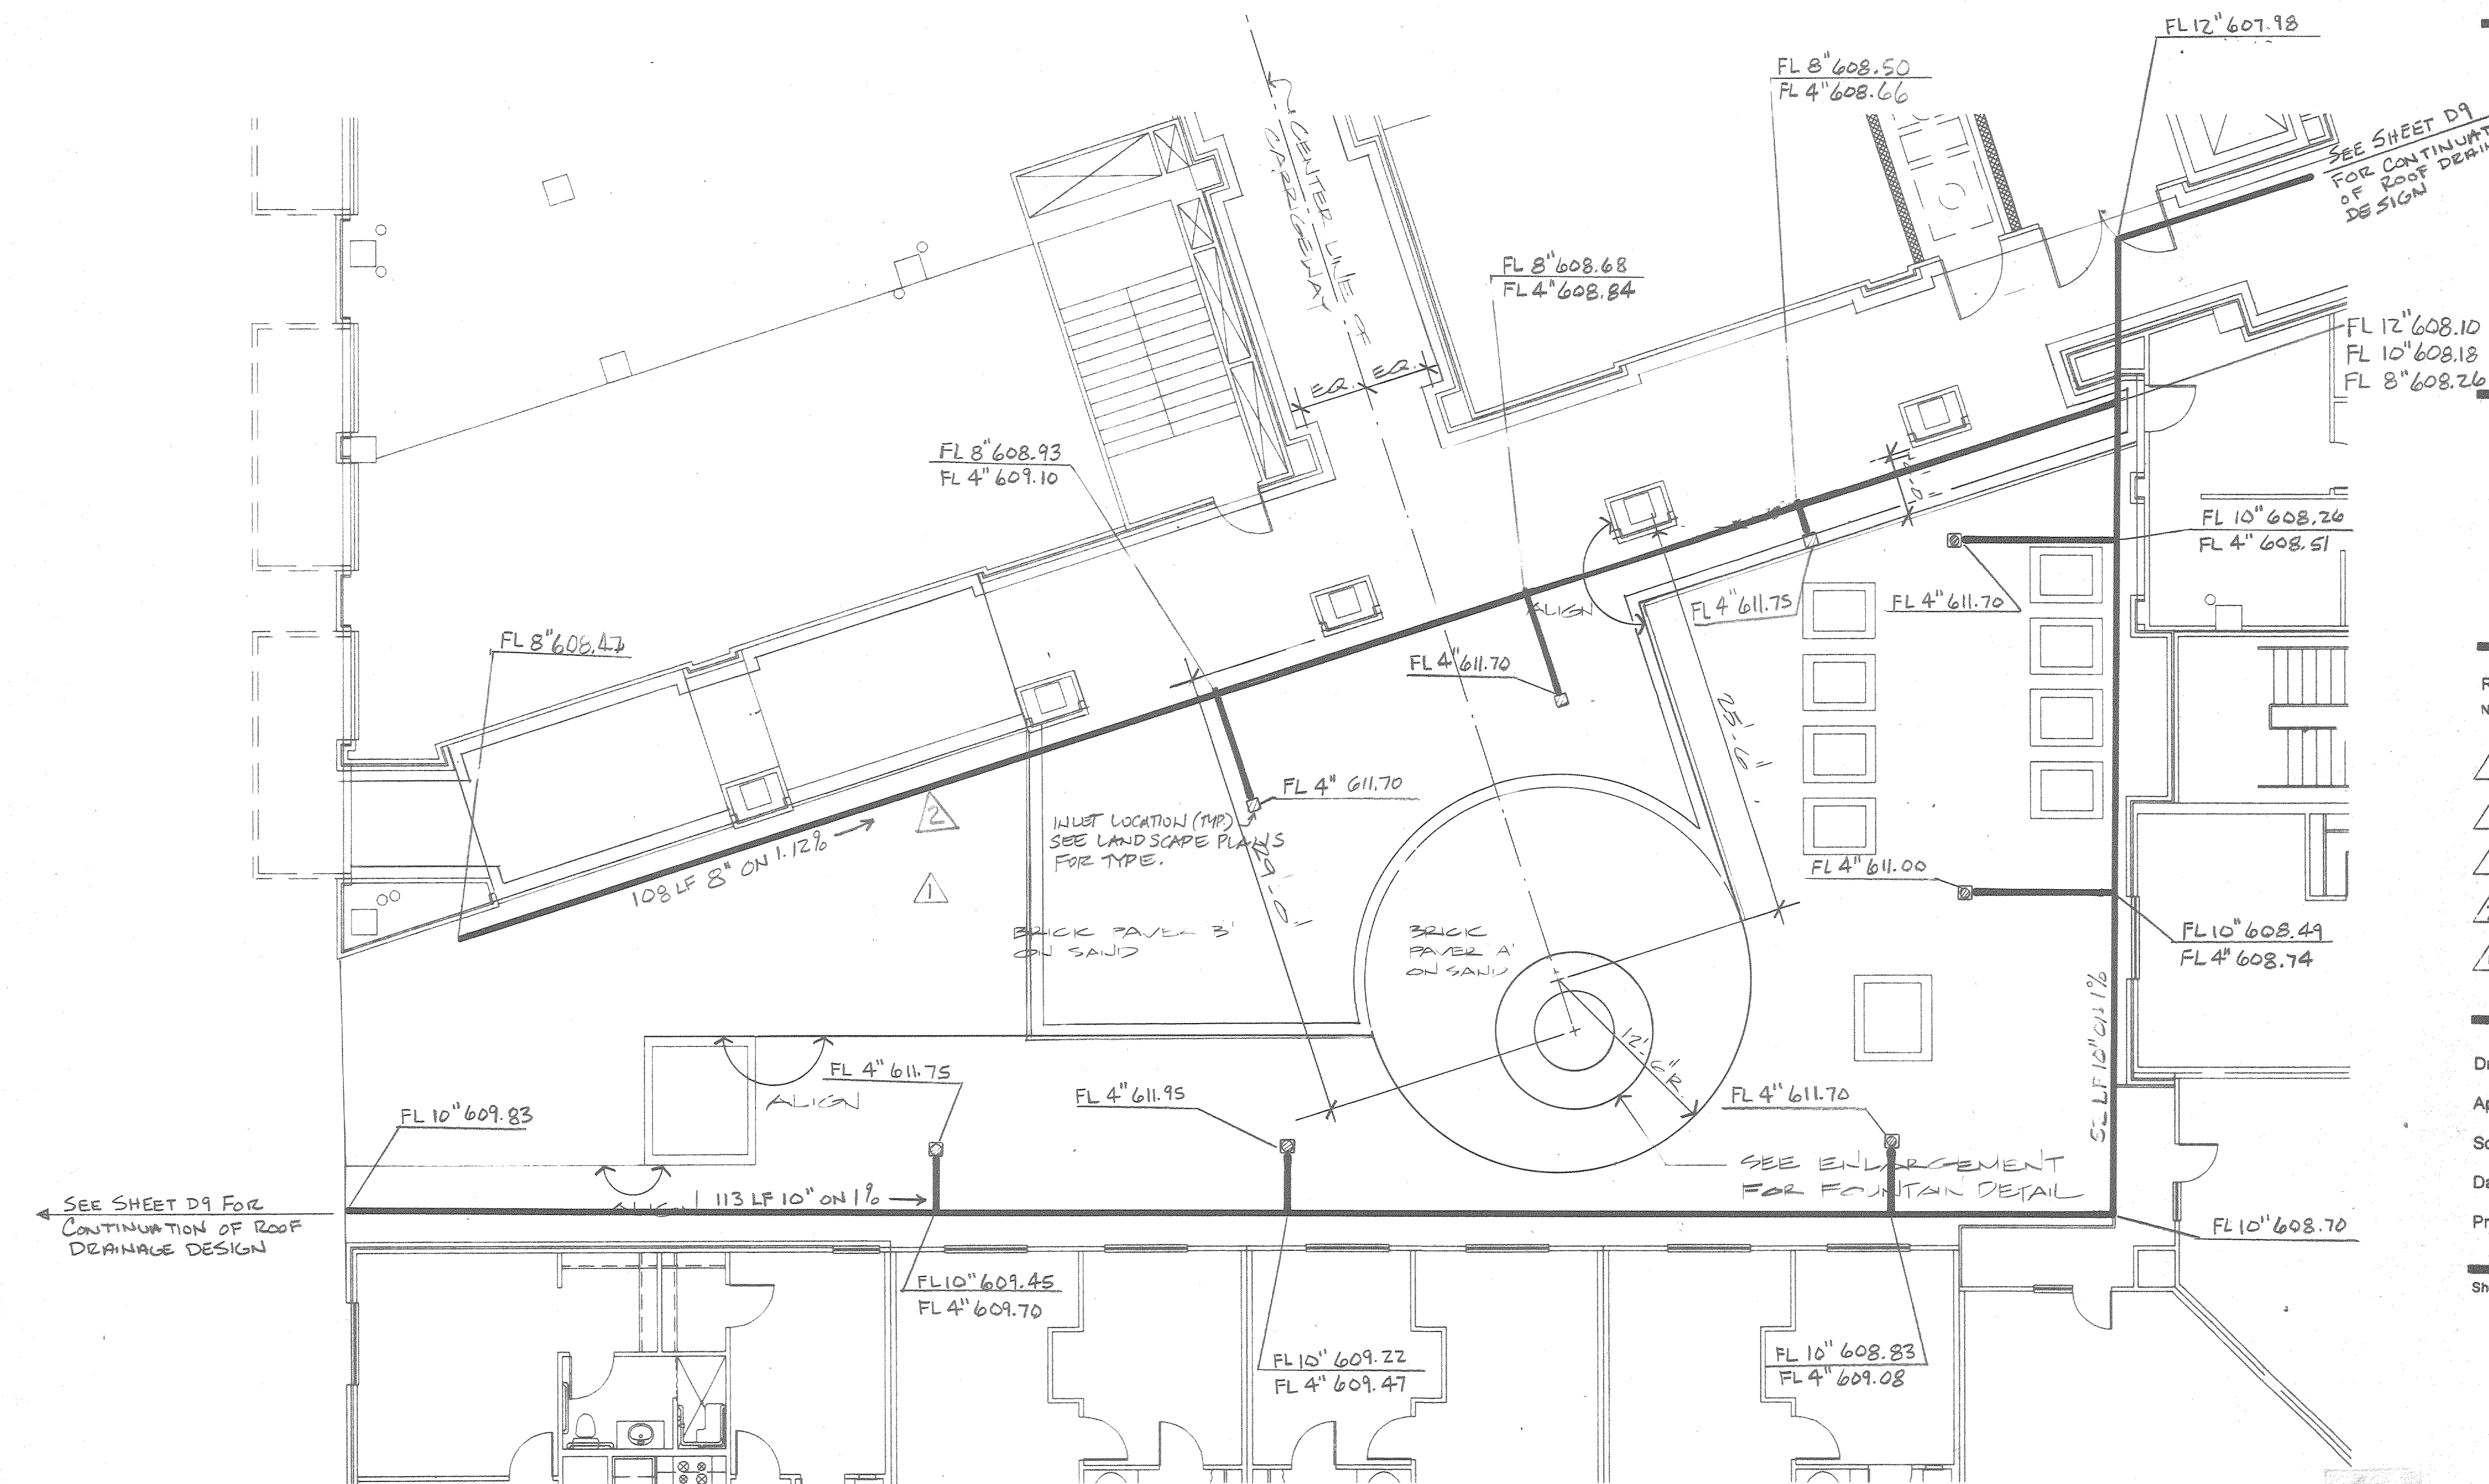 FL 12" 607.98
FL 8" 608.50
FL 4" 608.66
SEE SHEET D9
OF ROOF
DESIGN
CENTER LINE OF
CARRIGEWAY
FL 8" 608.68
FL 4" 608.84
FL 12" 608.10
FL 10" 608.18
FL 8" 608.26
EQ. EQ.
FL 8" 608.93
FL 4" 609.10
FL 10" 608.26
FL 4" 608.51
ALIGN
FL 4" 611.75
FL 4" 611.70
FL 4" 611.70
25'-6"
FL 4" 611.70
2
INLET LOCATION (TYP.)
SEE LANDSCAPE PLANS
FOR TYPE.
29'-0"
108 LF 8" ON 1.12%
1
FL 4" 611.00
BRICK PAVER 'B'
ON SAND
BRICK
PAVER 'A'
ON SAND
FL 10" 608.49
FL 4" 608.74
LF 10" ON 1%
12'-6" R.
FL 4" 611.75
ALIGN
FL 4" 611.95
FL 4" 611.70
FL 10" 609.83
SEE ENLARGEMENT
FOR FOUNTAIN DETAIL
SEE SHEET D9 FOR
CONTINUATION OF ROOF
DRAINAGE DESIGN
113 LF 10" ON 1%
ALIGN
FL 10" 608.70
FL 10" 609.45
FL 4" 609.70
FL 10" 609.22
FL 4" 609.47
FL 10" 608.83
FL 4" 609.08